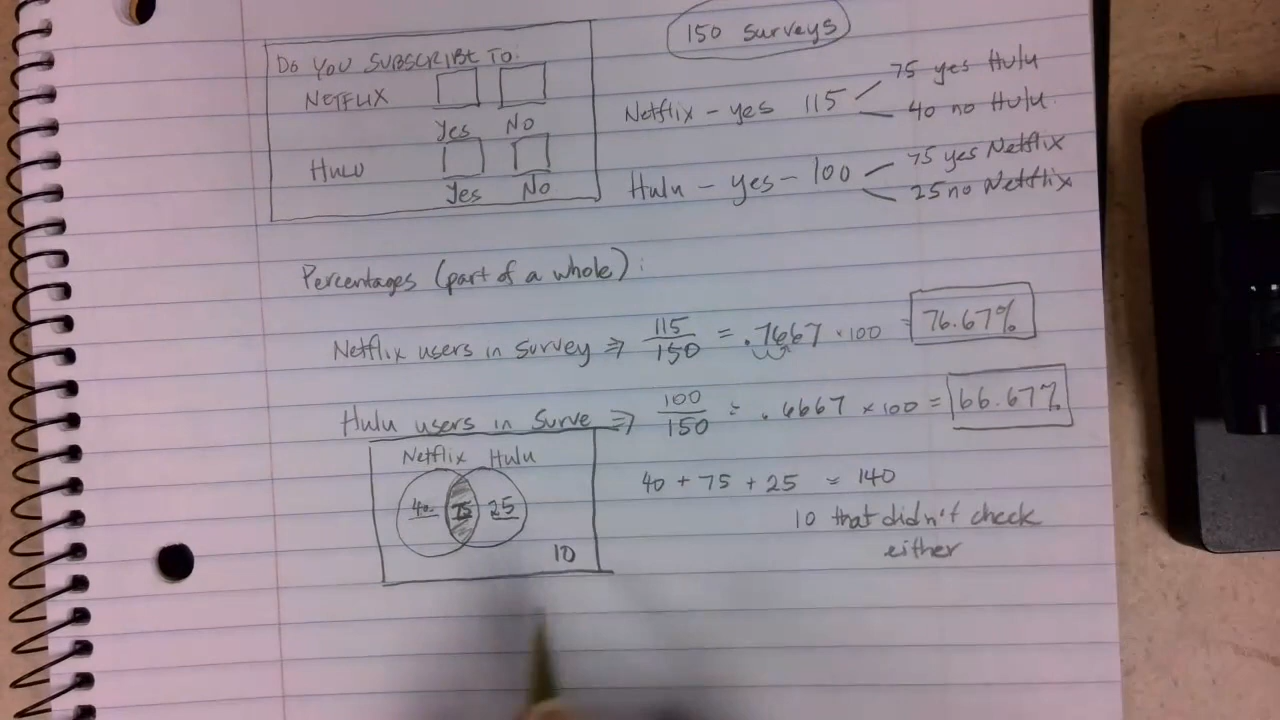 150 surveys
DO YOU SUBSCRIBE TO:
NETFLIX
Yes No
HULU
Yes No
Netflix - yes 115
75 yes Hulu
40 no Hulu
Hulu - yes - 100
75 yes Netflix
25 no Netflix
Percentages (part of a whole):
Netflix users in survey ⇒ 115/150 = .7667 · 100 = 76.67%
Hulu users in Surve ⇒ 100/150 = .6667 × 100 = 66.67%
Netflix Hulu
40 75 25
10
40 + 75 + 25 = 140
10 that didn't check
either